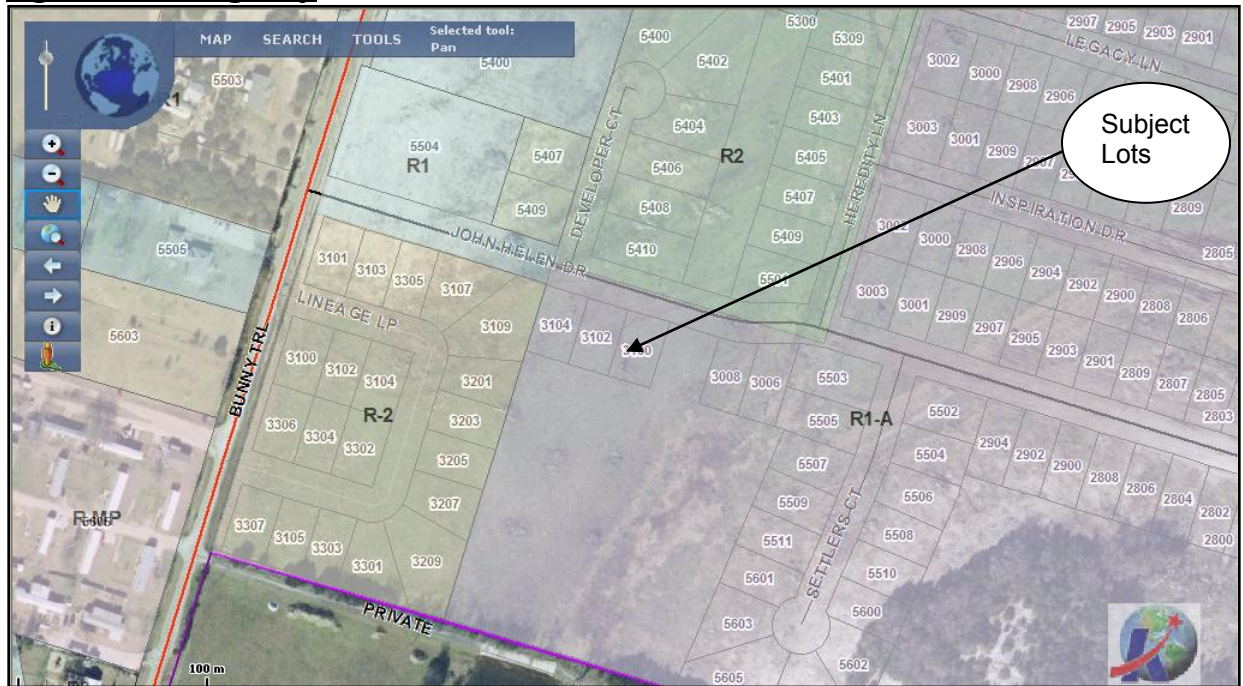 MAP SEARCH TOOLS Selected tool:
Pan
Subject
Lots
5503
5400
5400
5402
5300
5309
5401
5403
5404
5405
5406
5407
5408
5409
5410
5407
5409
5504
R1
R2
DEVELOPER CT
HEREDITY LN
LEGACY LN
2907 2905 2903 2901
3002 3000 2908 2906
3003 3001 2909
2809
INSPIRATION DR
2805
3002 3000 2908 2906 2904 2902 2900 2808 2806
3003 3001 2909 2907 2905 2903 2901 2809 2807 2805
2803
JOHN HELEN DR
5505
5603
BUNNY TRL
3101 3103 3305 3107
LINEAGE LP
3109
3100 3102 3104
3201
R-2
3203
3306 3304 3302
3205
3207
3307 3105 3303 3301 3209
3104 3102
3008 3006 5503
5505 R1-A
5507
5509
5511
5601
5603
5605
SETTLERS CT
5502
5504
5506
5508
5510
5600
5602
2904 2902 2900 2808 2806 2804 2802
2800
PRIVATE
100 m